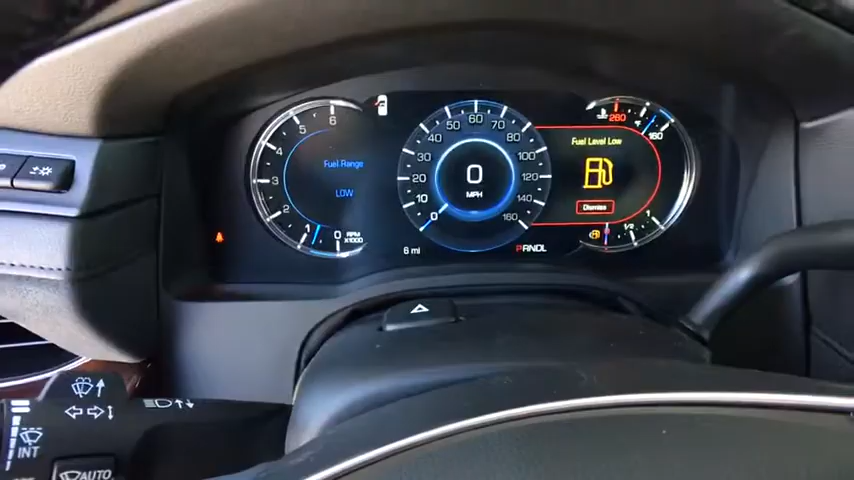 6
5
4
3
2
1
0
RPM
X1000
Fuel Range
LOW
6 mi
0
10
20
30
40
50
60
70
80
90
100
120
140
160
0
MPH
PRNDL
260
160
Fuel Level Low
Dismiss
1/2
1
INT
AUTO